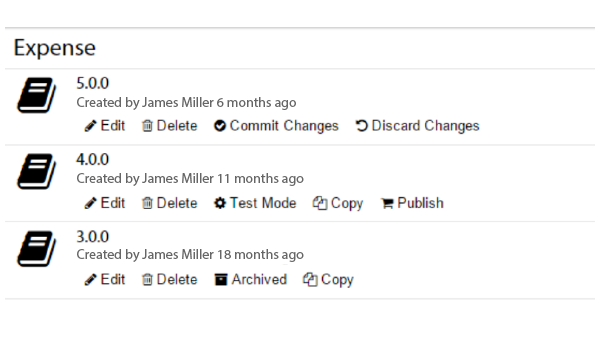 Expense
5.0.0
Created by James Miller 6 months ago
Edit Delete Commit Changes Discard Changes
4.0.0
Created by James Miller 11 months ago
Edit Delete Test Mode Copy Publish
3.0.0
Created by James Miller 18 months ago
Edit Delete Archived Copy